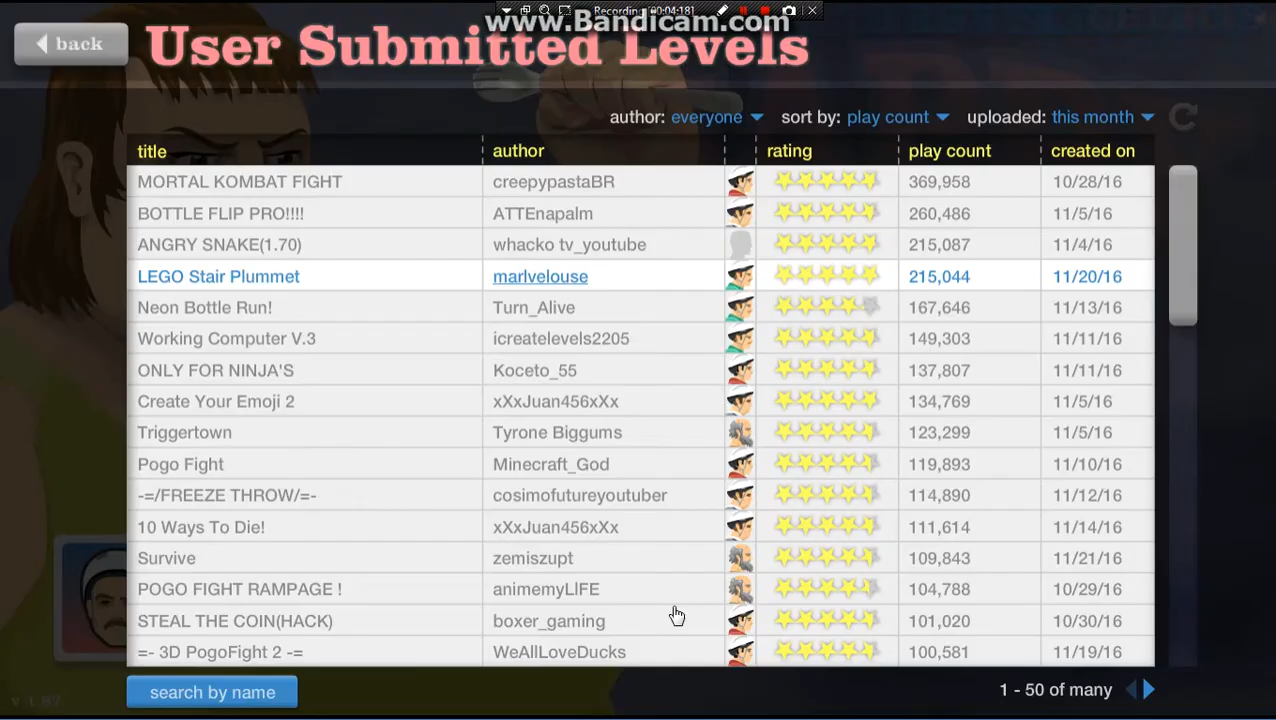 Recording [00:04:18]
www.Bandicam.com
back
User Submitted Levels
author: everyone sort by: play count uploaded: this month
title author rating play count created on
MORTAL KOMBAT FIGHT creepypastaBR 369,958 10/28/16
BOTTLE FLIP PRO!!!! ATTEnapalm 260,486 11/5/16
ANGRY SNAKE(1.70) whacko tv_youtube 215,087 11/4/16
LEGO Stair Plummet marlvelouse 215,044 11/20/16
Neon Bottle Run! Turn_Alive 167,646 11/13/16
Working Computer V.3 icreatelevels2205 149,303 11/11/16
ONLY FOR NINJA'S Koceto_55 137,807 11/11/16
Create Your Emoji 2 xXxJuan456xXx 134,769 11/5/16
Triggertown Tyrone Biggums 123,299 11/5/16
Pogo Fight Minecraft_God 119,893 11/10/16
-=/FREEZE THROW/=- cosimofutureyoutuber 114,890 11/12/16
10 Ways To Die! xXxJuan456xXx 111,614 11/14/16
Survive zemiszupt 109,843 11/21/16
POGO FIGHT RAMPAGE ! animemyLIFE 104,788 10/29/16
STEAL THE COIN(HACK) boxer_gaming 101,020 10/30/16
=- 3D PogoFight 2 -= WeAllLoveDucks 100,581 11/19/16
search by name 1 - 50 of many
v 1.87